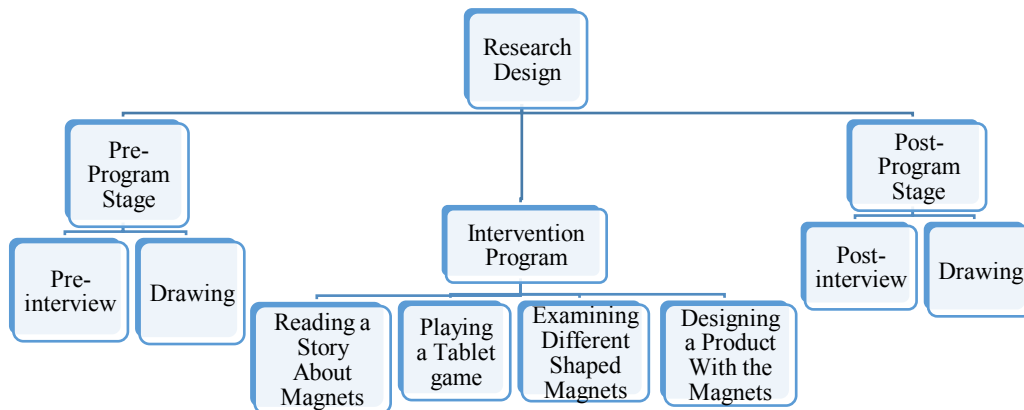 Research
Design
Pre-
Program
Stage
Post-
Program
Stage
Intervention
Program
Pre-
interview
Drawing
Post-
interview
Drawing
Reading a
Story
About
Magnets
Playing
a Tablet
game
Examining
Different
Shaped
Magnets
Designing
a Product
With the
Magnets